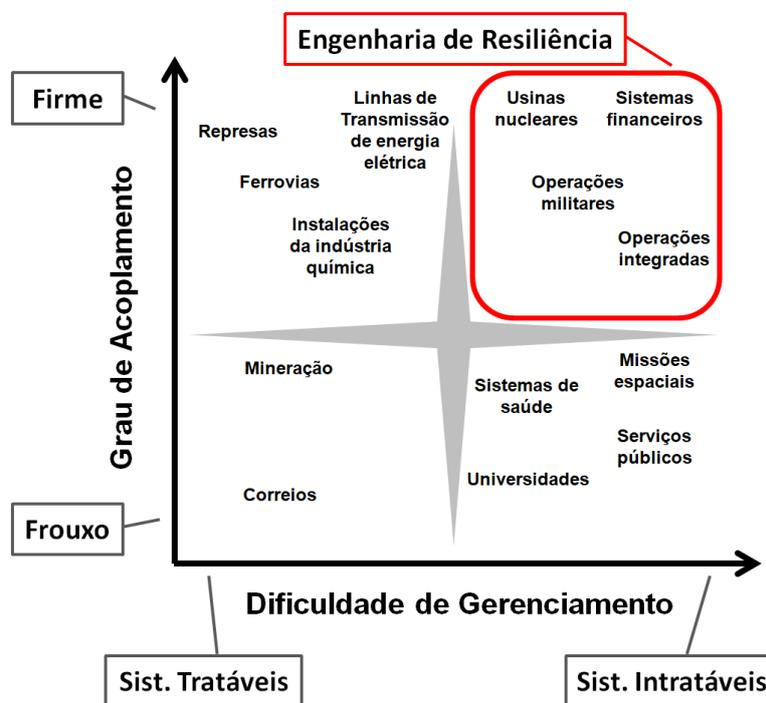 Engenharia de Resiliência
Firme
Grau de Acoplamento
Represas
Linhas de
Transmissão
de energia
elétrica
Usinas
nucleares
Sistemas
financeiros
Ferrovias
Operações
militares
Instalações
da indústria
química
Operações
integradas
Mineração
Sistemas de
saúde
Missões
espaciais
Serviços
públicos
Universidades
Correios
Frouxo
Dificuldade de Gerenciamento
Sist. Tratáveis
Sist. Intratáveis